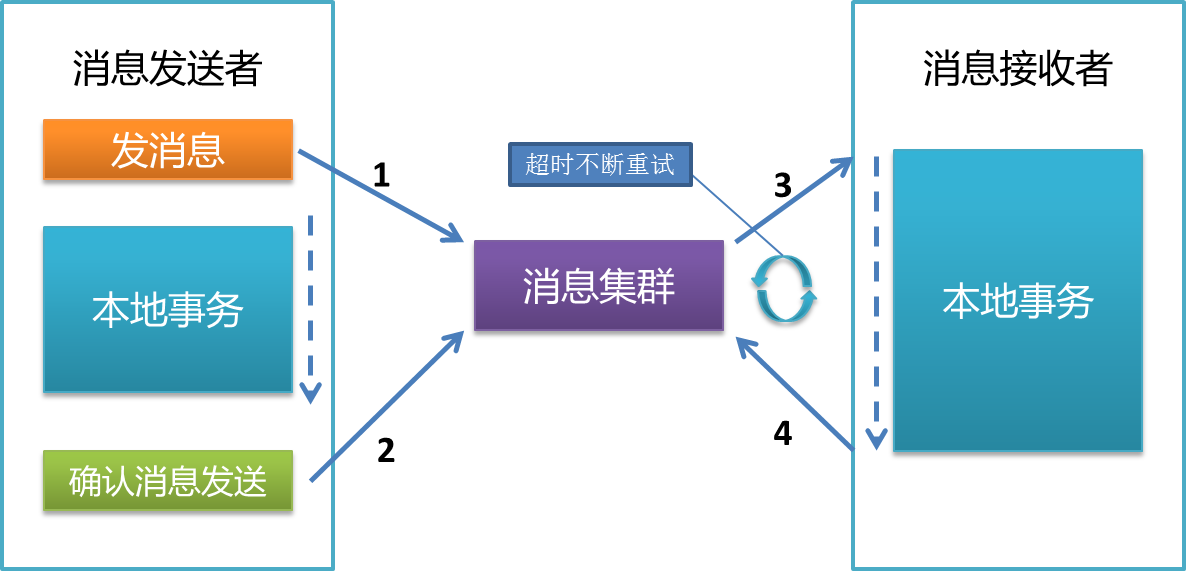 消息发送者
发消息
本地事务
确认消息发送
1
2
超时不断重试
消息集群
3
4
消息接收者
本地事务